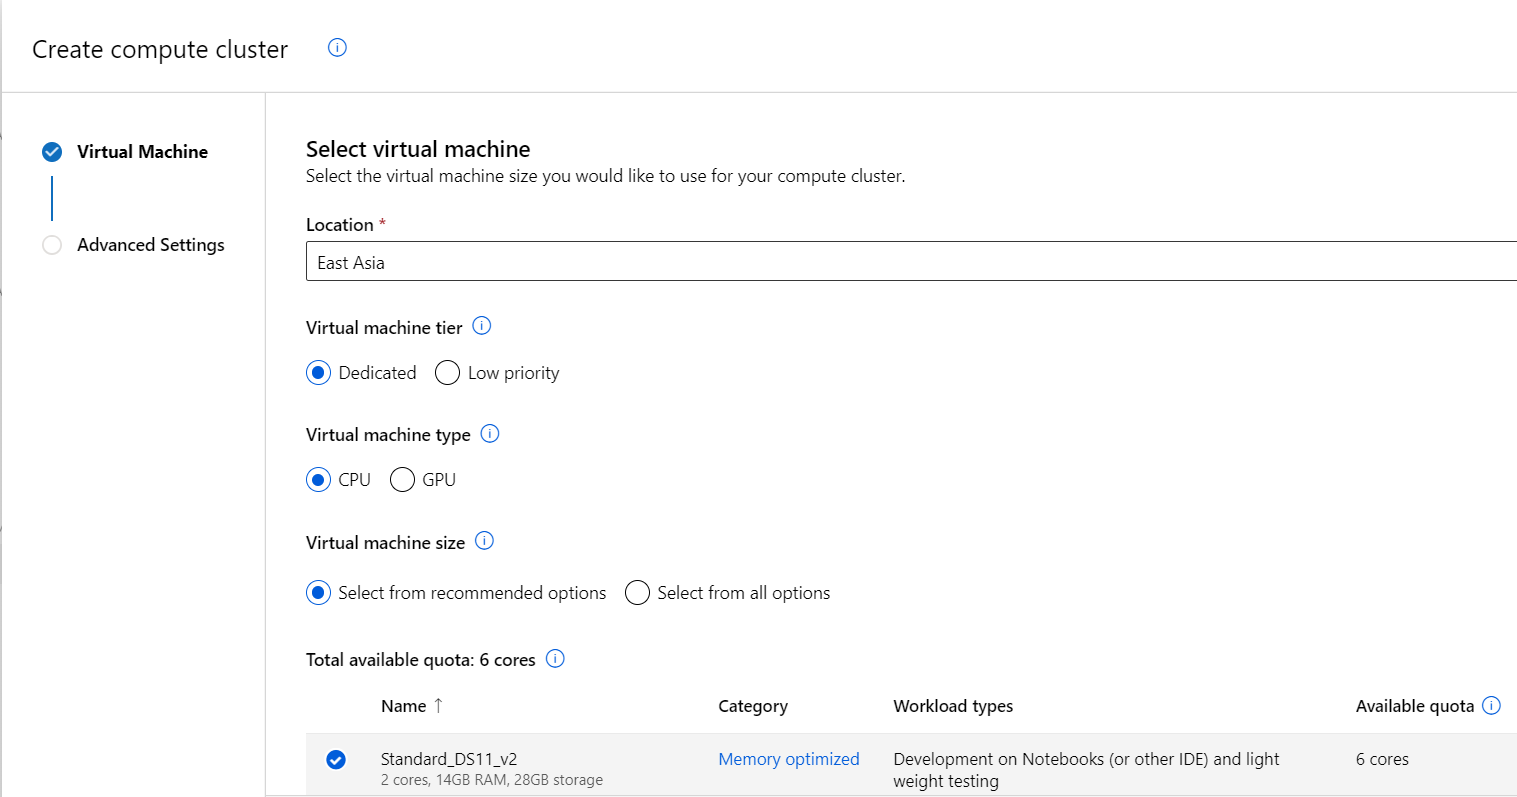 Create compute cluster
Virtual Machine
Advanced Settings
Select virtual machine
Select the virtual machine size you would like to use for your compute cluster.
Location *
East Asia
Virtual machine tier
Dedicated Low priority
Virtual machine type
CPU GPU
Virtual machine size
Select from recommended options Select from all options
Total available quota: 6 cores
Name ↑ Category Workload types Available quota
Standard_DS11_v2 Memory optimized Development on Notebooks (or other IDE) and light 6 cores
2 cores, 14GB RAM, 28GB storage weight testing